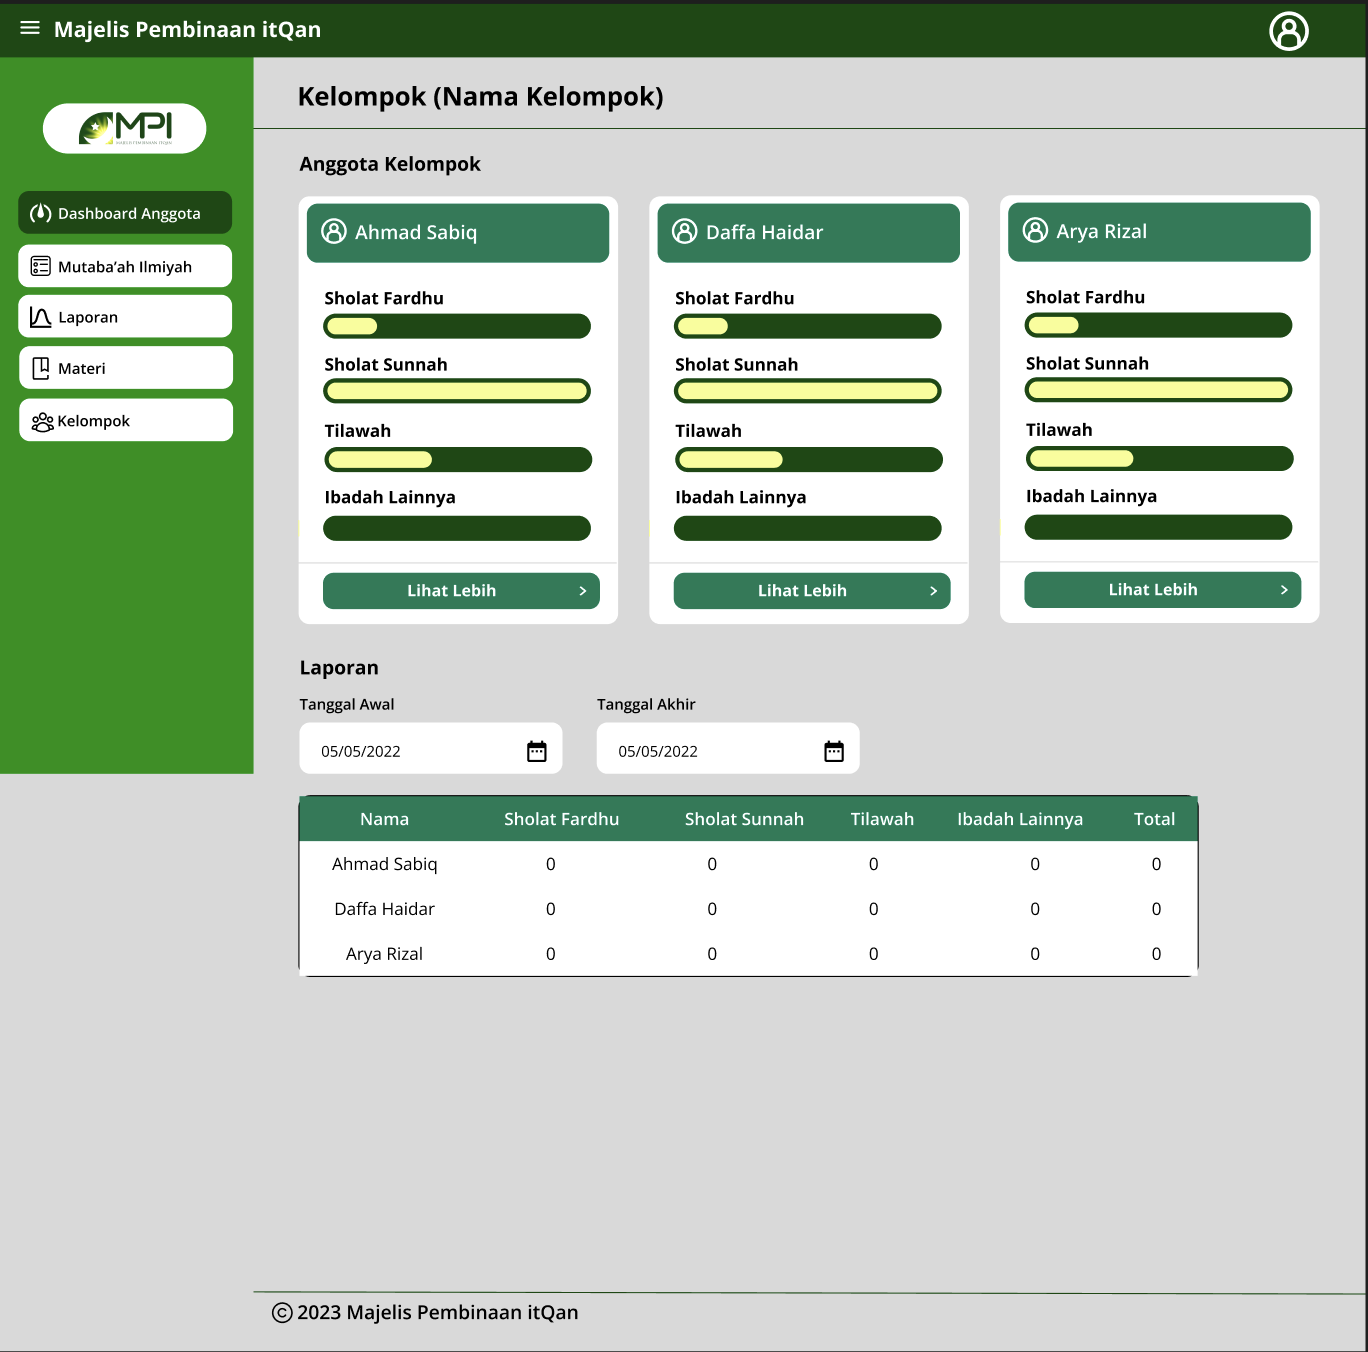 Majelis Pembinaan itQan
MPI
Dashboard Anggota
Mutaba’ah Ilmiyah
Laporan
Materi
Kelompok
Kelompok (Nama Kelompok)
Anggota Kelompok
Ahmad Sabiq
Sholat Fardhu
Sholat Sunnah
Tilawah
Ibadah Lainnya
Lihat Lebih >
Daffa Haidar
Sholat Fardhu
Sholat Sunnah
Tilawah
Ibadah Lainnya
Lihat Lebih >
Arya Rizal
Sholat Fardhu
Sholat Sunnah
Tilawah
Ibadah Lainnya
Lihat Lebih >
Laporan
Tanggal Awal Tanggal Akhir
05/05/2022 05/05/2022
Nama Sholat Fardhu Sholat Sunnah Tilawah Ibadah Lainnya Total
Ahmad Sabiq 0 0 0 0 0
Daffa Haidar 0 0 0 0 0
Arya Rizal 0 0 0 0 0
© 2023 Majelis Pembinaan itQan